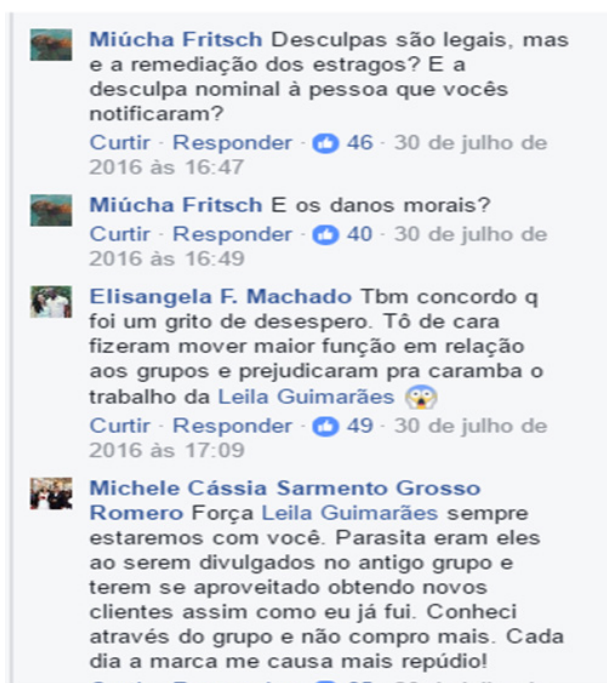 Miúcha Fritsch Desculpas são legais, mas
e a remediação dos estragos? E a
desculpa nominal à pessoa que vocês
notificaram?
Curtir · Responder · 46 · 30 de julho de
2016 às 16:47
Miúcha Fritsch E os danos morais?
Curtir · Responder · 40 · 30 de julho de
2016 às 16:49
Elisangela F. Machado Tbm concordo q
foi um grito de desespero. Tô de cara
fizeram mover maior função em relação
aos grupos e prejudicaram pra caramba o
trabalho da Leila Guimarães
Curtir · Responder · 49 · 30 de julho de
2016 às 17:09
Michele Cássia Sarmento Grosso
Romero Força Leila Guimarães sempre
estaremos com você. Parasita eram eles
ao serem divulgados no antigo grupo e
terem se aproveitado obtendo novos
clientes assim como eu já fui. Conheci
através do grupo e não compro mais. Cada
dia a marca me causa mais repúdio!